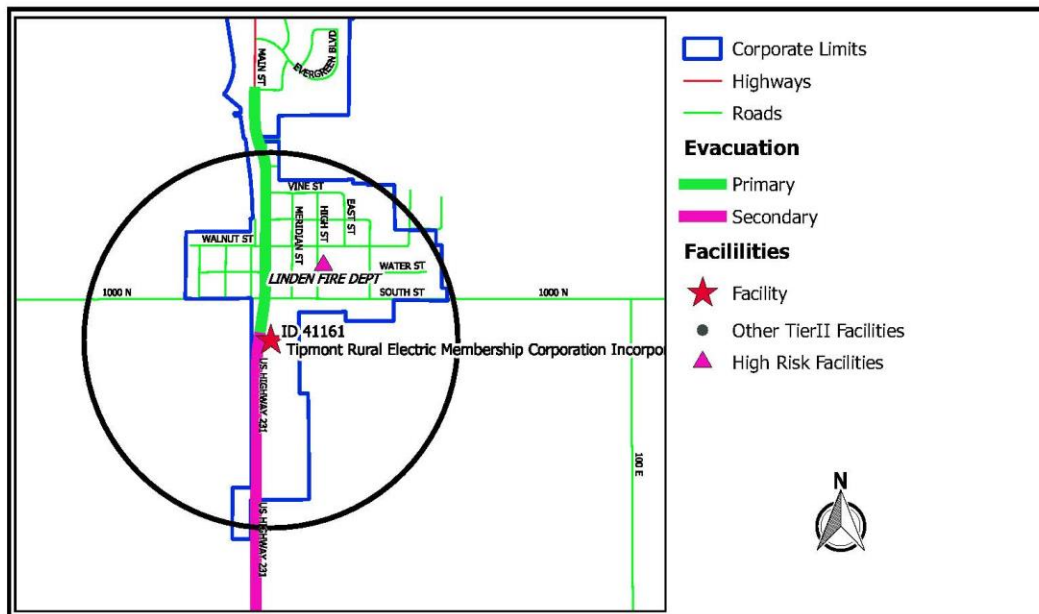 MAIN ST
EVERGREEN BLVD
VINE ST
MERIDIAN ST
HIGH ST
EAST ST
WALNUT ST
WATER ST
LINDEN FIRE DEPT
1000 N
SOUTH ST
1000 N
ID 41161
Tipmont Rural Electric Membership Corporation Incorpor
US HIGHWAY 231
100 E
US HIGHWAY 231
Corporate Limits
Highways
Roads
Evacuation
Primary
Secondary
Facililities
Facility
Other TierII Facilities
High Risk Facilities
N